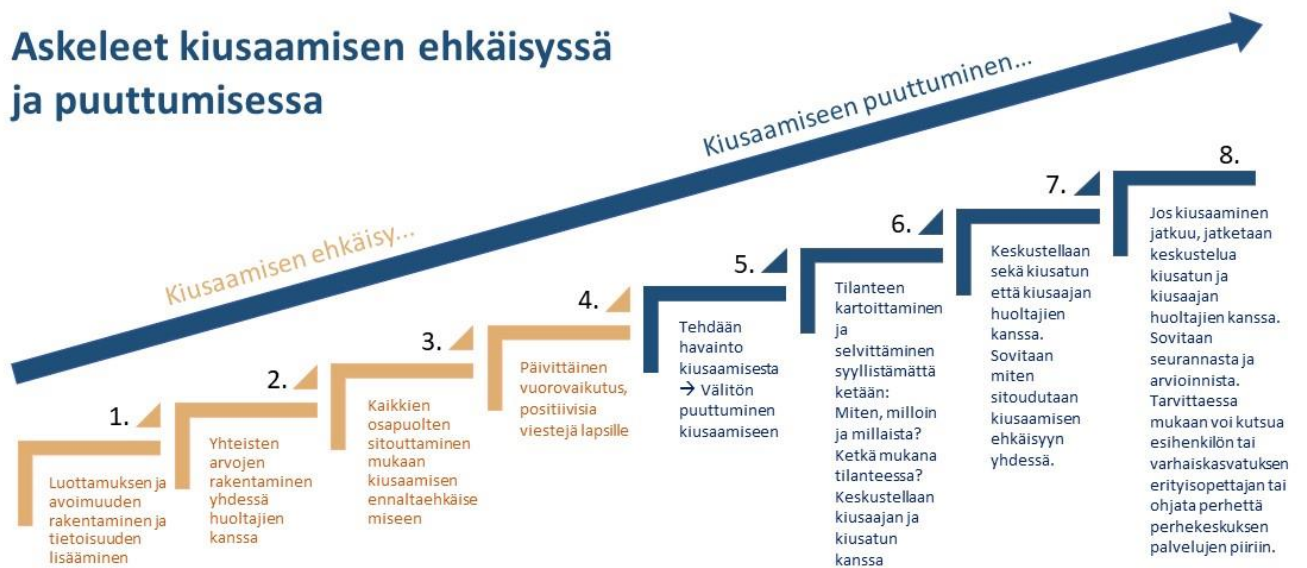 Askeleet kiusaamisen ehkäisyssä
ja puuttumisessa
Kiusaamisen ehkäisy...
Kiusaamiseen puuttuminen...
1.
Luottamuksen ja
avoimuuden
rakentaminen ja
tietoisuuden
lisääminen
2.
Yhteisten
arvojen
rakentaminen
yhdessä
huoltajien
kanssa
3.
Kaikkien
osapuolten
sitouttaminen
mukaan
kiusaamisen
ennaltaehkäise
miseen
4.
Päivittäinen
vuorovaikutus,
positiivisia
viestejä lapsille
5.
Tehdään
havainto
kiusaamisesta
→ Välitön
puuttuminen
kiusaamiseen
6.
Tilanteen
kartoittaminen
ja
selvittäminen
syyllistämättä
ketään:
Miten, milloin
ja millaista?
Ketkä mukana
tilanteessa?
Keskustellaan
kiusaajan ja
kiusatun
kanssa
7.
Keskustellaan
sekä kiusatun
että kiusaajan
huoltajien
kanssa.
Sovitaan
miten
sitoudutaan
kiusaamisen
ehkäisyyn
yhdessä.
8.
Jos kiusaaminen
jatkuu, jatketaan
keskustelua
kiusatun ja
kiusaajan
huoltajien kanssa.
Sovitaan
seurannasta ja
arvioinnista.
Tarvittaessa
mukaan voi kutsua
esihenkilön tai
varhaiskasvatuksen
erityisopettajan tai
ohjata perhettä
perhekeskuksen
palvelujen piiriin.